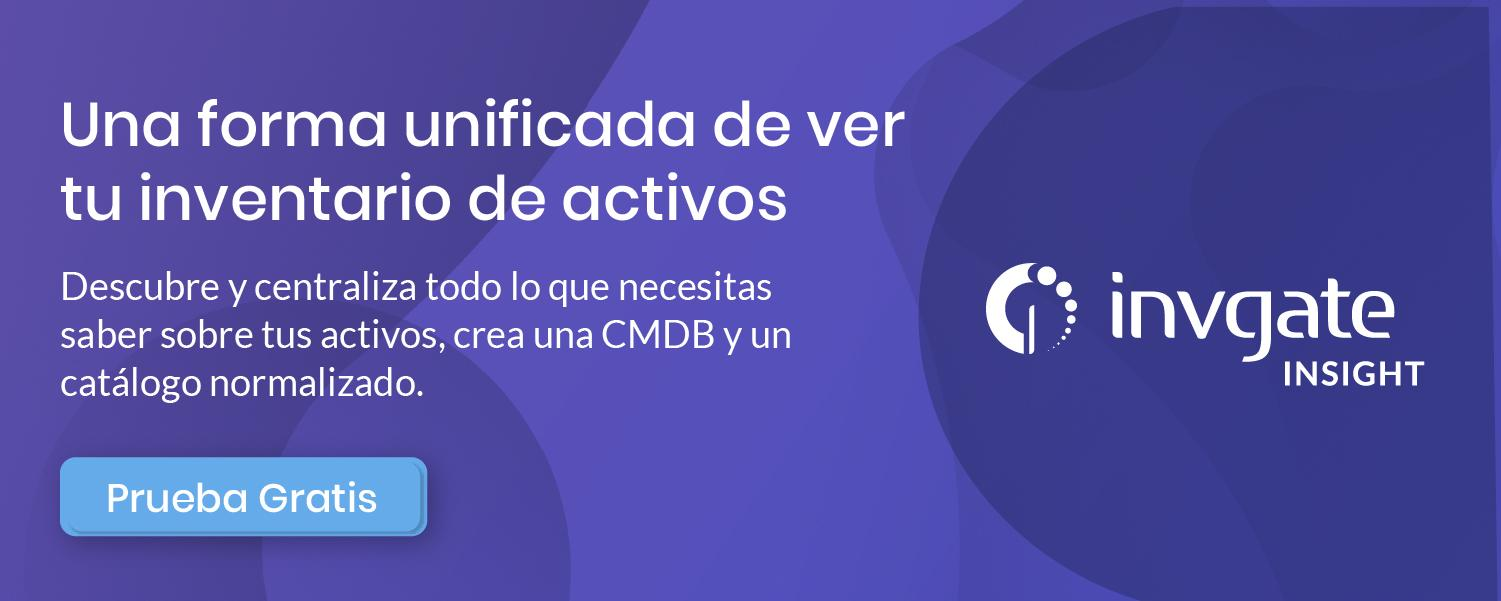 Una forma unificada de ver
tu inventario de activos
Descubre y centraliza todo lo que necesitas
saber sobre tus activos, crea una CMDB y un
catálogo normalizado.
Prueba Gratis
invgate
INSIGHT